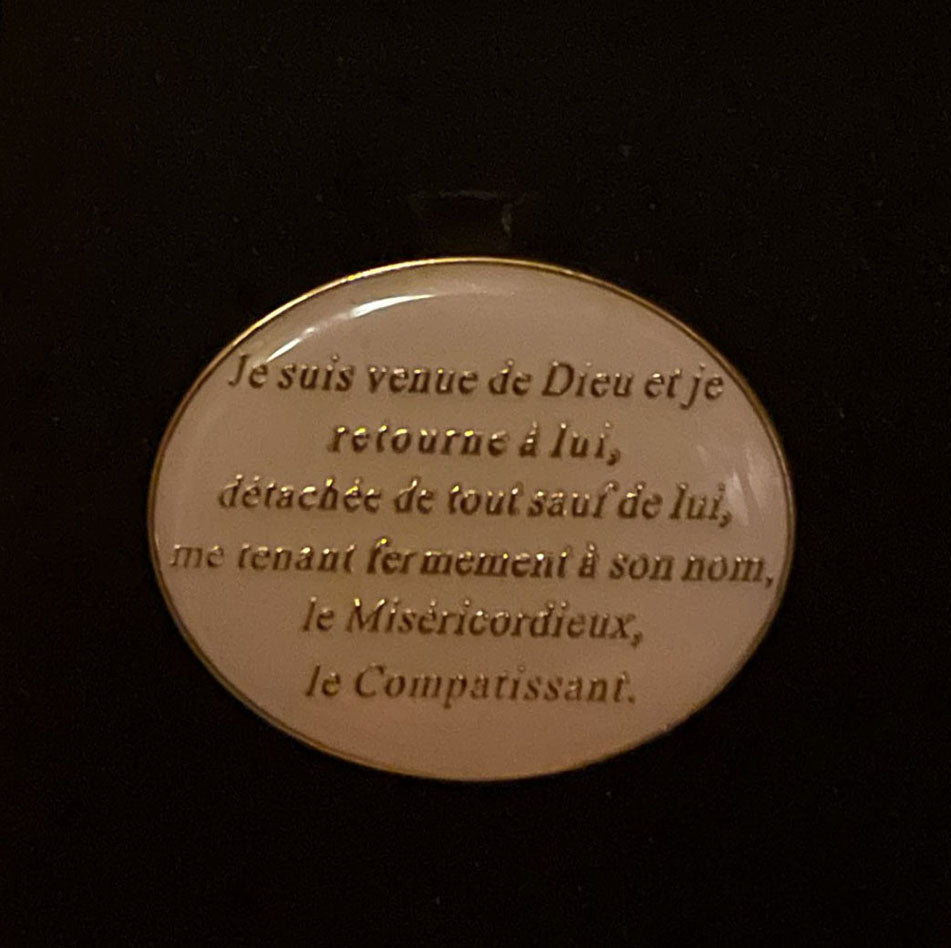 Je suis venue de Dieu et je
retourne à lui,
détachée de tout sauf de lui,
me tenant fermement à son nom,
le Miséricordieux,
le Compatissant.